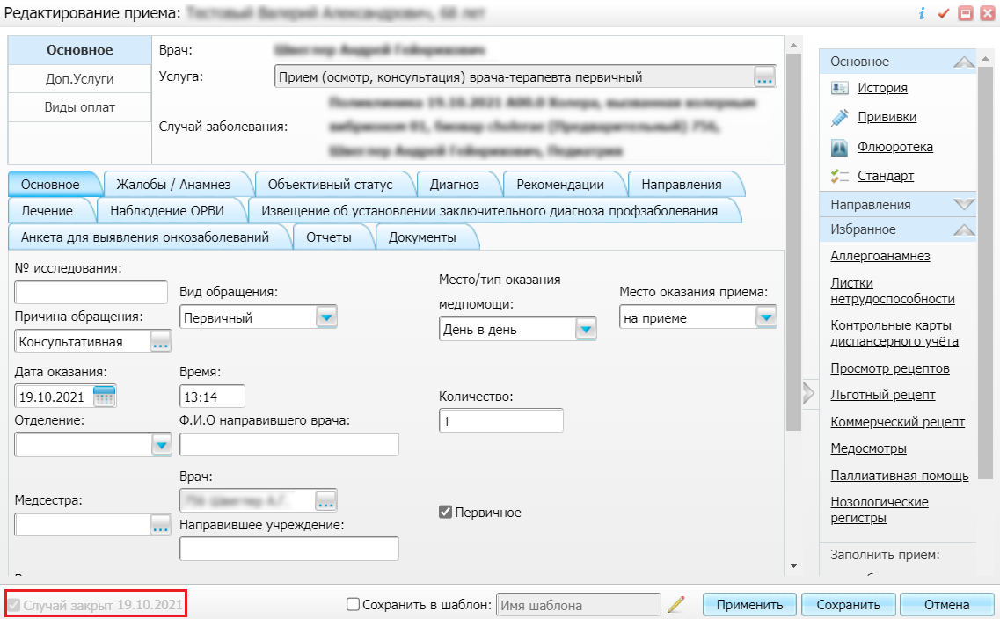 Редактирование приема:
Основное
Доп.Услуги
Виды оплат
Врач:
Услуга:
Прием (осмотр, консультация) врача-терапевта первичный
...
Случай заболевания:
Основное
Жалобы / Анамнез
Объективный статус
Диагноз
Рекомендации
Направления
Лечение
Наблюдение ОРВИ
Извещение об установлении заключительного диагноза профзаболевания
Анкета для выявления онкозаболеваний
Отчеты
Документы
№ исследования:
Вид обращения:
Первичный
Место/тип оказания
медпомощи:
День в день
Место оказания приема:
на приеме
Причина обращения:
Консультативная
...
Дата оказания:
19.10.2021
Время:
13:14
Количество:
1
Отделение:
Ф.И.О направившего врача:
Врач:
...
Медсестра:
...
Первичное
Направившее учреждение:
Основное
История
Прививки
Флюоротека
Стандарт
Направления
Избранное
Аллергоанамнез
Листки
нетрудоспособности
Контрольные карты
диспансерного учёта
Просмотр рецептов
Льготный рецепт
Коммерческий рецепт
Медосмотры
Паллиативная помощь
Нозологические
регистры
Заполнить прием:
Случай закрыт 19.10.2021
Сохранить в шаблон:
Имя шаблона
Применить
Сохранить
Отмена